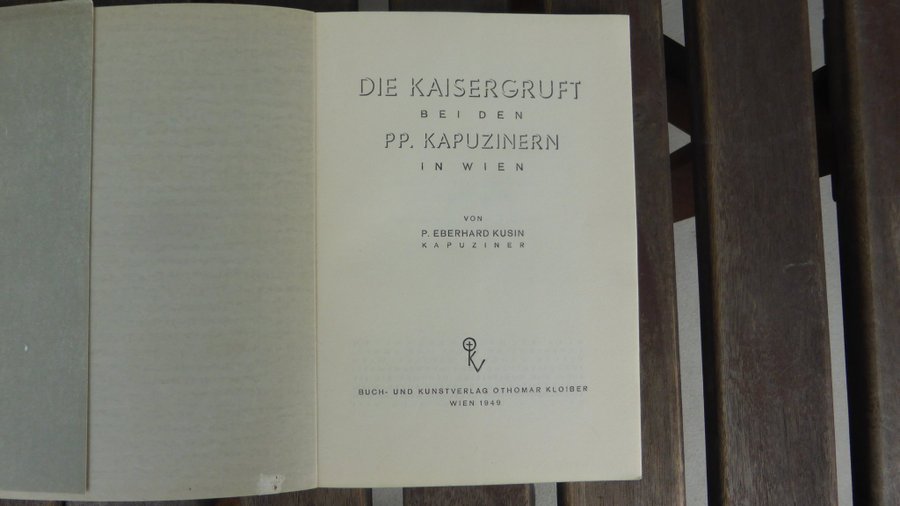 DIE KAISERGRUFT
BEI DEN
PP. KAPUZINERN
IN WIEN
VON
P. EBERHARD KUSIN
KAPUZINER
BUCH- UND KUNSTVERLAG OTHOMAR KLOIBER
WIEN 1949